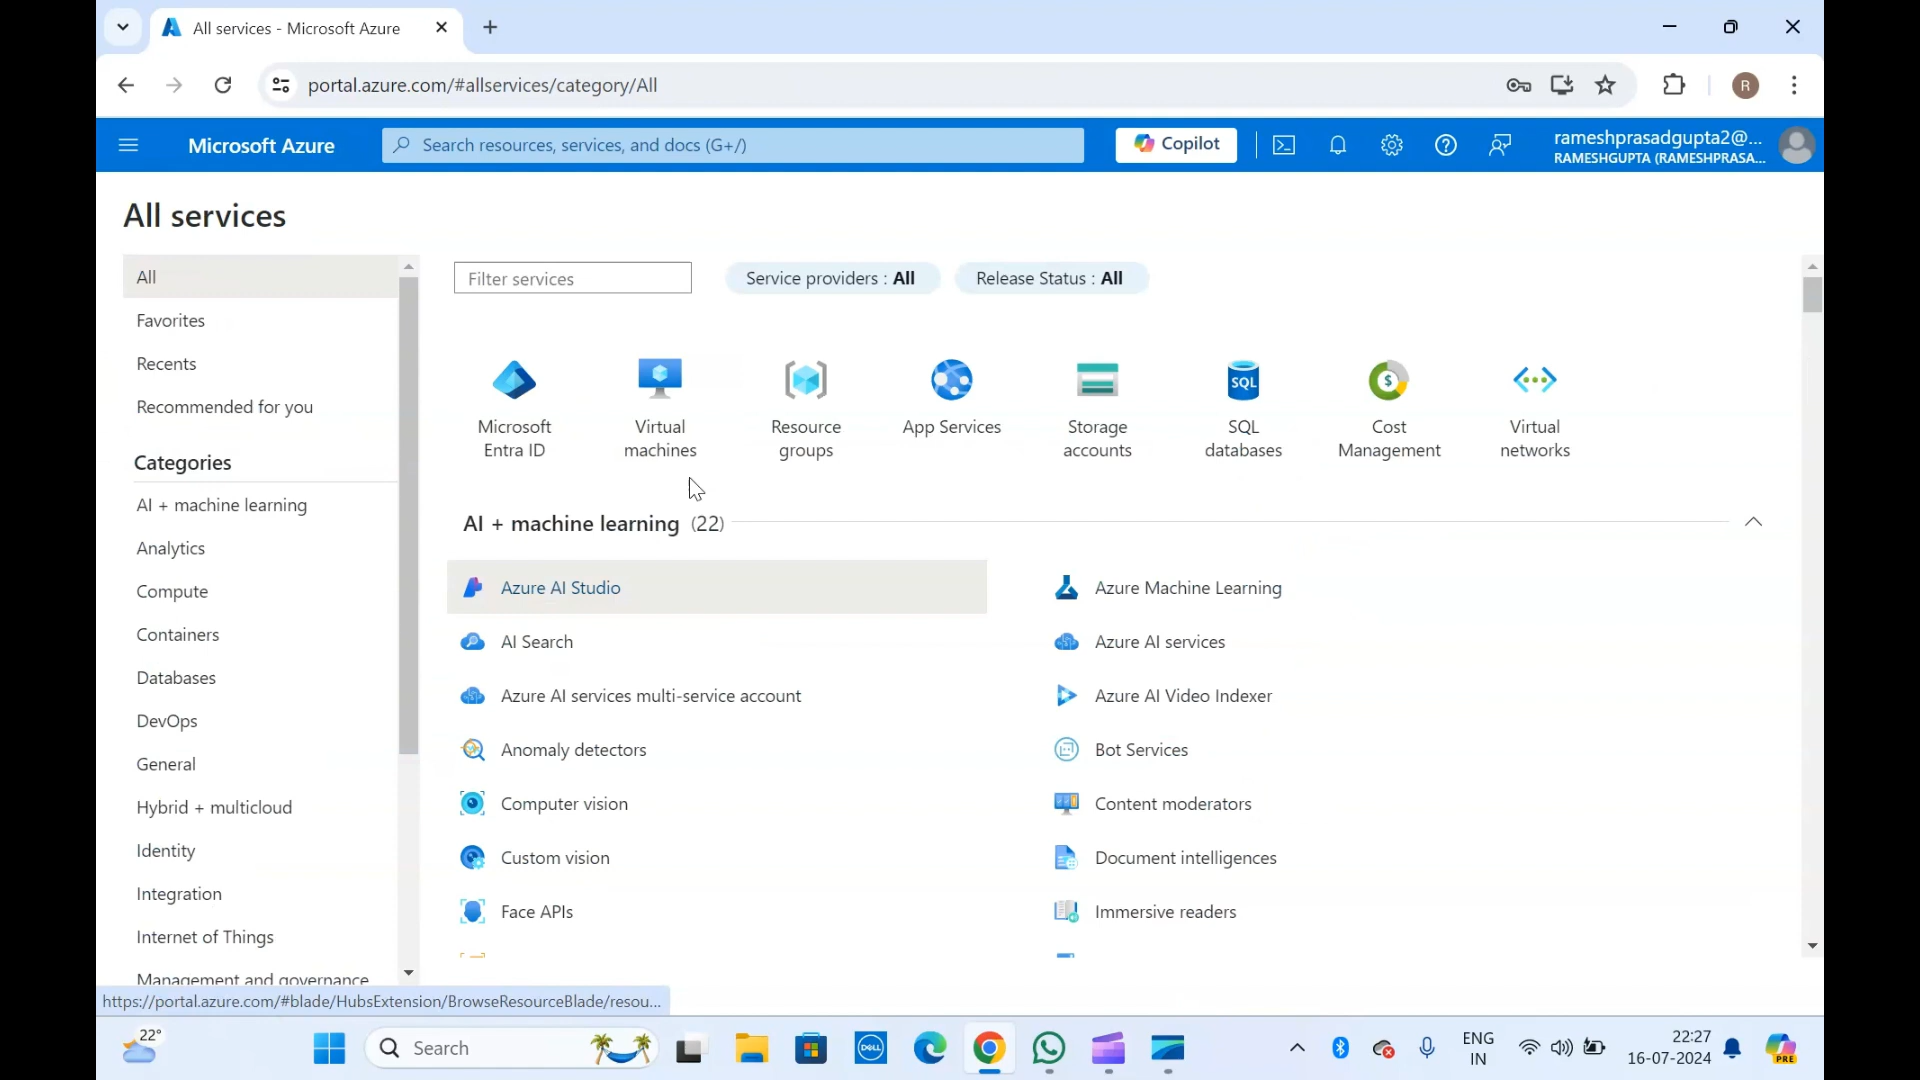 All services - Microsoft Azure
portal.azure.com/#allservices/category/All
R
Microsoft Azure
Search resources, services, and docs (G+/)
Copilot
rameshprasadgupta2@...
RAMESHGUPTA (RAMESHPRASA...
All services
All
Favorites
Recents
Recommended for you
Categories
AI + machine learning
Analytics
Compute
Containers
Databases
DevOps
General
Hybrid + multicloud
Identity
Integration
Internet of Things
Management and governance
Filter services
Service providers : All
Release Status : All
Microsoft
Entra ID
Virtual
machines
Resource
groups
App Services
Storage
accounts
SQL
SQL
databases
Cost
Management
Virtual
networks
AI + machine learning (22)
Azure AI Studio
Azure Machine Learning
AI Search
Azure AI services
Azure AI services multi-service account
Azure AI Video Indexer
Anomaly detectors
Bot Services
Computer vision
Content moderators
Custom vision
Document intelligences
Face APIs
Immersive readers
https://portal.azure.com/#blade/HubsExtension/BrowseResourceBlade/resou...
22°
Search
DELL
ENG
IN
22:27
16-07-2024
PRE